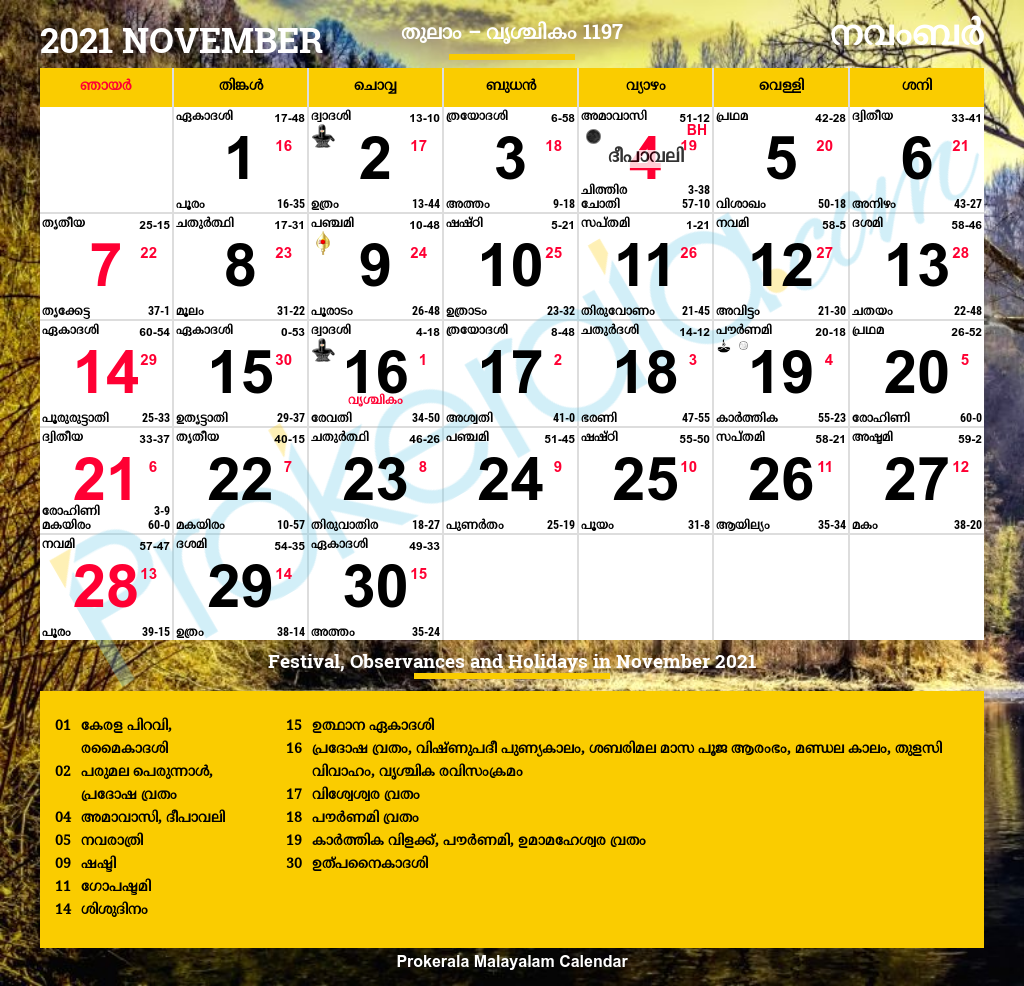 2021 NOVEMBER
തുലാം – വൃശ്ചികം 1197
നവംബർ
ഞായർ തിങ്കൾ ചൊവ്വ ബുധൻ വ്യാഴം വെള്ളി ശനി
ഏകാദശി 17-48 ദ്വാദശി 13-10 ത്രയോദശി 6-58 അമാവാസി 51-12 പ്രഥമ 42-28 ദ്വിതീയ 33-41
BH
1 16 2 17 3 18 4 19 5 20 6 21
ദീപാവലി
ചിത്തിര 3-38
പൂരം 16-35 ഉത്രം 13-44 അത്തം 9-18 ചോതി 57-10 വിശാഖം 50-18 അനിഴം 43-27
തൃതീയ 25-15 ചതുർത്ഥി 17-31 പഞ്ചമി 10-48 ഷഷ്ഠി 5-21 സപ്തമി 1-21 നവമി 58-5 ദശമി 58-46
7 22 8 23 9 24 10 25 11 26 12 27 13 28
തൃക്കേട്ട 37-1 മൂലം 31-22 പൂരാടം 26-48 ഉത്രാടം 23-32 തിരുവോണം 21-45 അവിട്ടം 21-30 ചതയം 22-48
ഏകാദശി 60-54 ഏകാദശി 0-53 ദ്വാദശി 4-18 ത്രയോദശി 8-48 ചതുർദശി 14-12 പൗർണമി 20-18 പ്രഥമ 26-52
14 29 15 30 16 1 17 2 18 3 19 4 20 5
വൃശ്ചികം
പൂരുരുട്ടാതി 25-33 ഉതൃട്ടാതി 29-37 രേവതി 34-50 അശ്വതി 41-0 ഭരണി 47-55 കാർത്തിക 55-23 രോഹിണി 60-0
ദ്വിതീയ 33-37 തൃതീയ 40-15 ചതുർത്ഥി 46-26 പഞ്ചമി 51-45 ഷഷ്ഠി 55-50 സപ്തമി 58-21 അഷ്ടമി 59-2
21 6 22 7 23 8 24 9 25 10 26 11 27 12
രോഹിണി 3-9
മകയിരം 60-0 മകയിരം 10-57 തിരുവാതിര 18-27 പുണർതം 25-19 പൂയം 31-8 ആയില്യം 35-34 മകം 38-20
നവമി 57-47 ദശമി 54-35 ഏകാദശി 49-33
28 13 29 14 30 15
പൂരം 39-15 ഉത്രം 38-14 അത്തം 35-24
prokerala.com
Festival, Observances and Holidays in November 2021
01 കേരള പിറവി,
രമൈകാദശി
02 പരുമല പെരുന്നാൾ,
പ്രദോഷ വ്രതം
04 അമാവാസി, ദീപാവലി
05 നവരാത്രി
09 ഷഷ്ടി
11 ഗോപഷ്ടമി
14 ശിശുദിനം
15 ഉത്ഥാന ഏകാദശി
16 പ്രദോഷ വ്രതം, വിഷ്ണുപദീ പുണ്യകാലം, ശബരിമല മാസ പൂജ ആരംഭം, മണ്ഡല കാലം, തുളസി
വിവാഹം, വൃശ്ചിക രവിസംക്രമം
17 വിശ്വേശ്വര വ്രതം
18 പൗർണമി വ്രതം
19 കാർത്തിക വിളക്ക്, പൗർണമി, ഉമാമഹേശ്വര വ്രതം
30 ഉത്പനൈകാദശി
Prokerala Malayalam Calendar